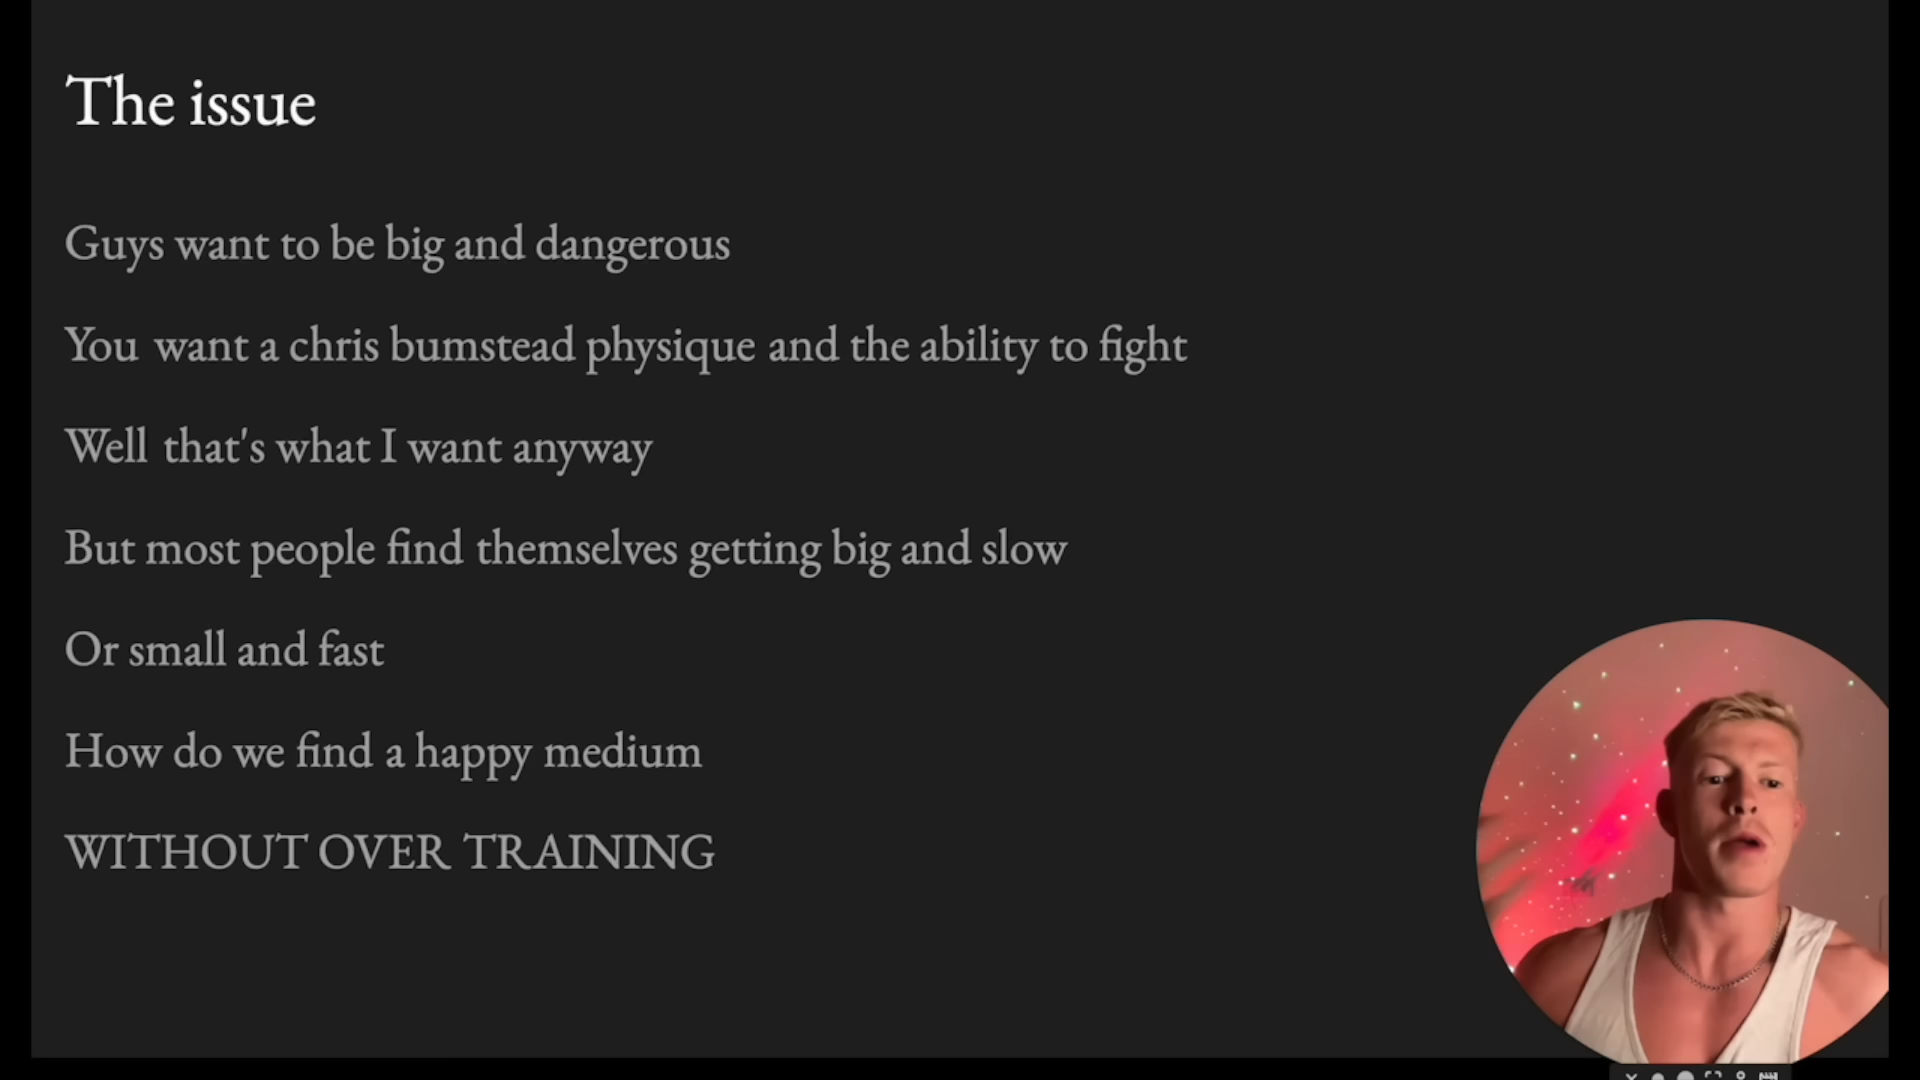 The issue
Guys want to be big and dangerous
You want a chris bumstead physique and the ability to fight
Well that's what I want anyway
But most people find themselves getting big and slow
Or small and fast
How do we find a happy medium
WITHOUT OVER TRAINING